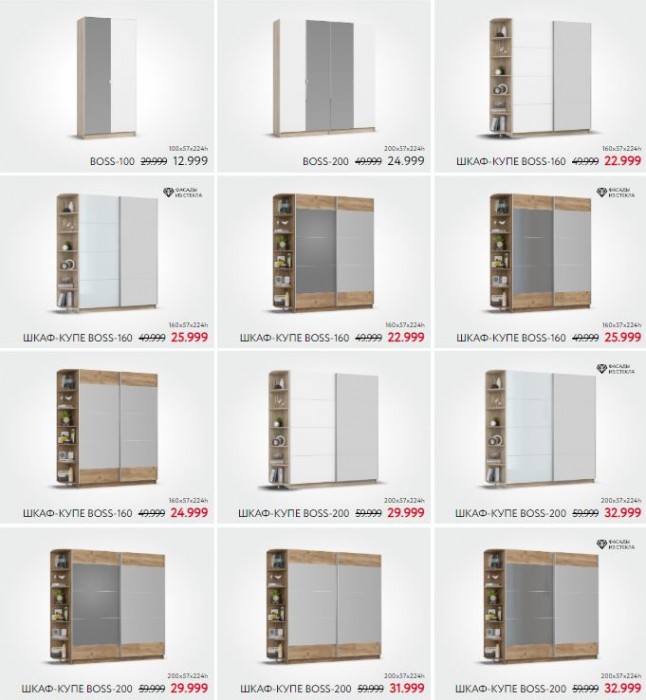 100x57x224h
BOSS-100 29.999 12.999
200x57x224h
BOSS-200 49.999 24.999
160x57x224h
ШКАФ-КУПЕ BOSS-160 49.999 22.999
ФАСАДЫ
ИЗ СТЕКЛА
160x57x224h
ШКАФ-КУПЕ BOSS-160 49.999 25.999
160x57x224h
ШКАФ-КУПЕ BOSS-160 49.999 22.999
ФАСАДЫ
ИЗ СТЕКЛА
160x57x224h
ШКАФ-КУПЕ BOSS-160 49.999 25.999
160x57x224h
ШКАФ-КУПЕ BOSS-160 49.999 24.999
200x57x224h
ШКАФ-КУПЕ BOSS-200 59.999 29.999
ФАСАДЫ
ИЗ СТЕКЛА
200x57x224h
ШКАФ-КУПЕ BOSS-200 59.999 32.999
200x57x224h
ШКАФ-КУПЕ BOSS-200 59.999 29.999
200x57x224h
ШКАФ-КУПЕ BOSS-200 59.999 31.999
ФАСАДЫ
ИЗ СТЕКЛА
200x57x224h
ШКАФ-КУПЕ BOSS-200 59.999 32.999